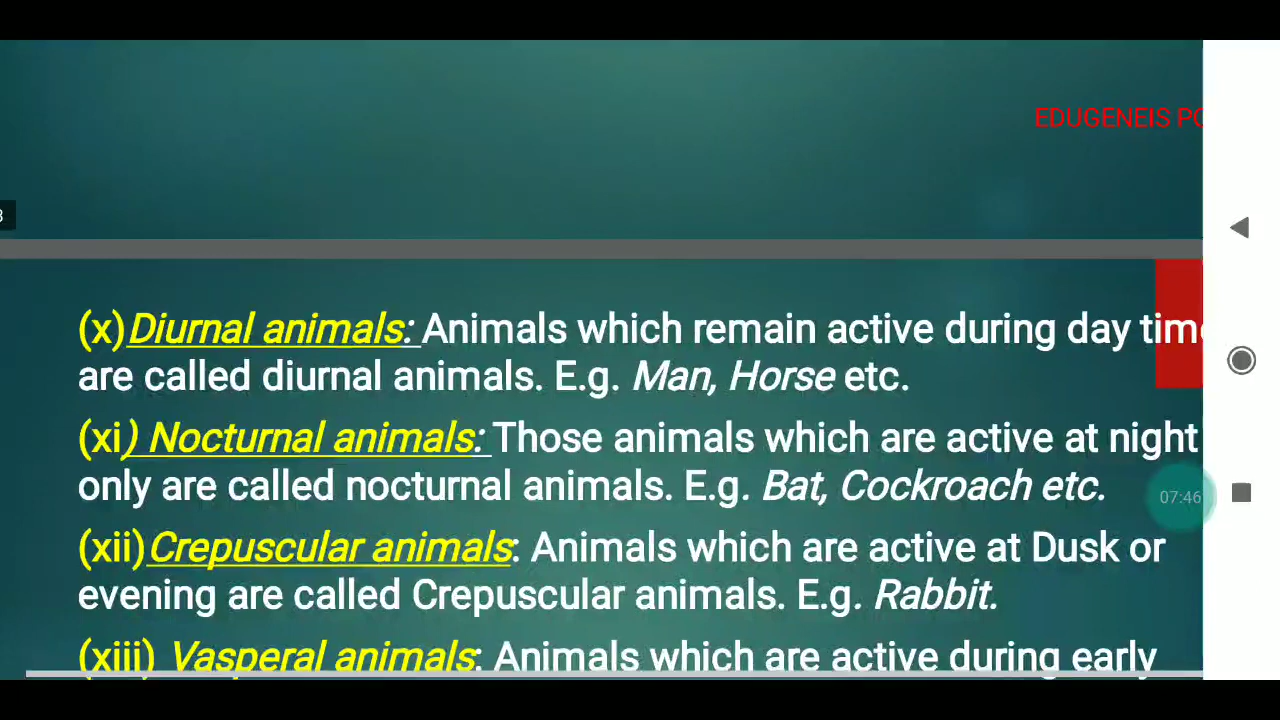 EDUGENEIS
3
(x)Diurnal animals: Animals which remain active during day time
are called diurnal animals. E.g. Man, Horse etc.
(xi) Nocturnal animals: Those animals which are active at night
only are called nocturnal animals. E.g. Bat, Cockroach etc.
07:46
(xii)Crepuscular animals: Animals which are active at Dusk or
evening are called Crepuscular animals. E.g. Rabbit.
(xiii) Vasperal animals: Animals which are active during early